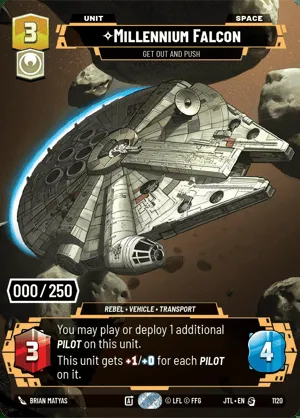 UNIT
SPACE
3
✧MILLENNIUM FALCON
GET OUT AND PUSH
000/250
REBEL • VEHICLE • TRANSPORT
You may play or deploy 1 additional
PILOT on this unit.
This unit gets +1/+0 for each PILOT
on it.
3
4
BRIAN MATYAS
© LFL © FFG
JTL • EN
1120